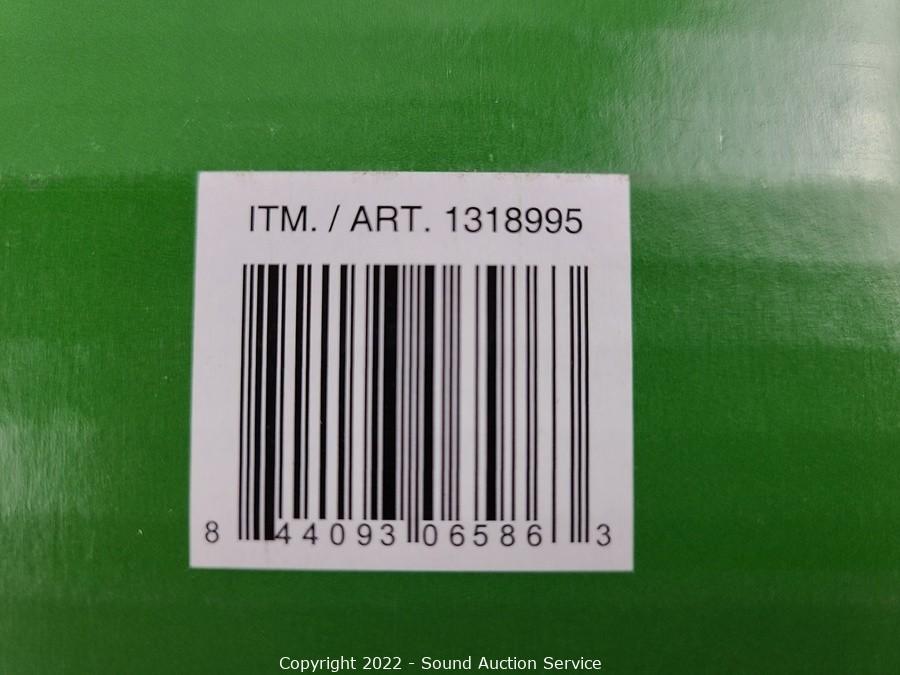 ITM. / ART. 1318995
8 44093 06586 3
Copyright 2022 - Sound Auction Service